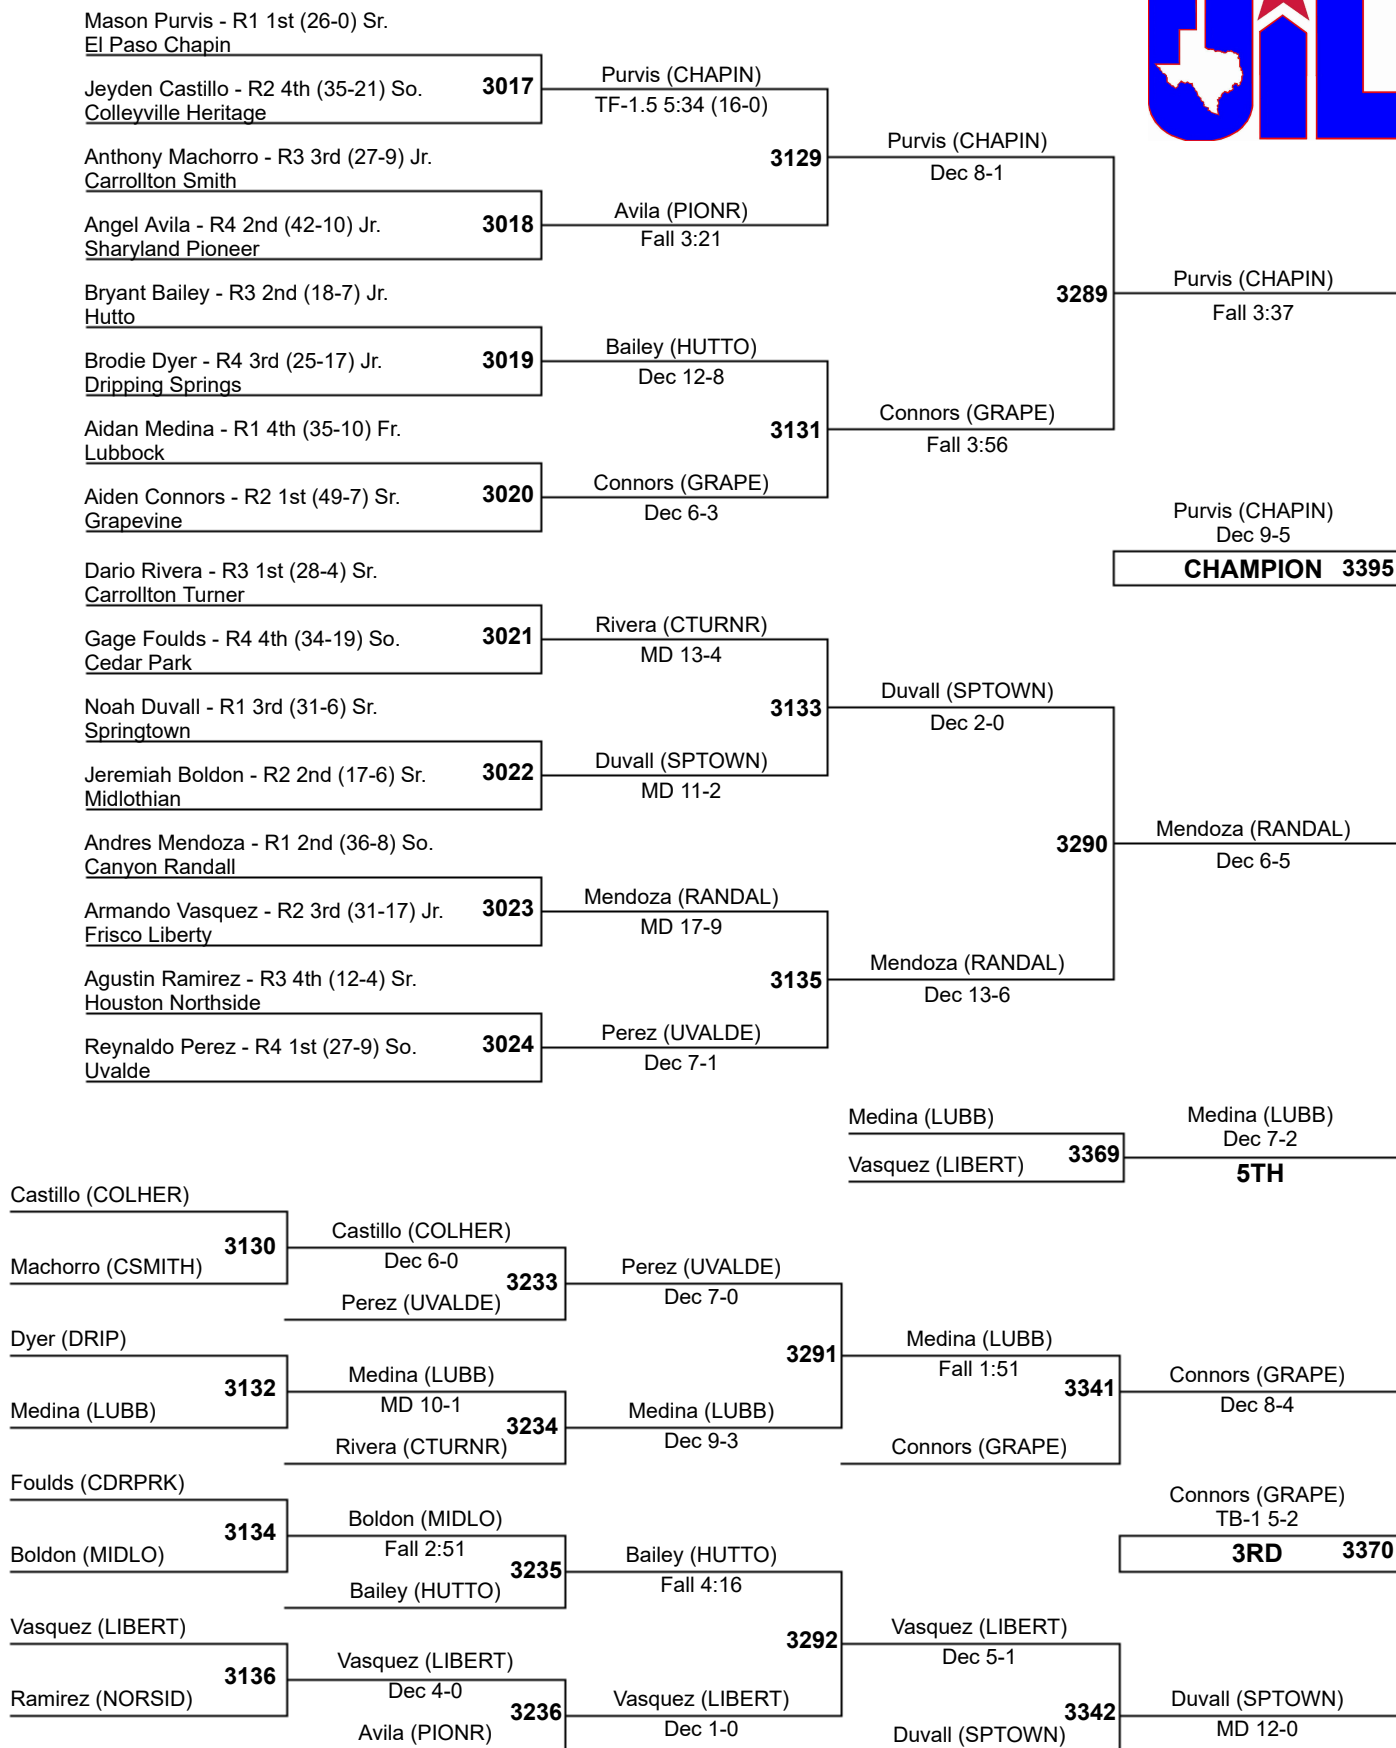 UIL
Mason Purvis - R1 1st (26-0) Sr.
El Paso Chapin
3017
Jeyden Castillo - R2 4th (35-21) So.
Colleyville Heritage
Purvis (CHAPIN)
TF-1.5 5:34 (16-0)
Anthony Machorro - R3 3rd (27-9) Jr.
Carrollton Smith
3018
Angel Avila - R4 2nd (42-10) Jr.
Sharyland Pioneer
Avila (PIONR)
Fall 3:21
3129
Purvis (CHAPIN)
Dec 8-1
Bryant Bailey - R3 2nd (18-7) Jr.
Hutto
3019
Brodie Dyer - R4 3rd (25-17) Jr.
Dripping Springs
Bailey (HUTTO)
Dec 12-8
Aidan Medina - R1 4th (35-10) Fr.
Lubbock
3020
Aiden Connors - R2 1st (49-7) Sr.
Grapevine
Connors (GRAPE)
Dec 6-3
3131
Connors (GRAPE)
Fall 3:56
3289
Purvis (CHAPIN)
Fall 3:37
Purvis (CHAPIN)
Dec 9-5
CHAMPION 3395
Dario Rivera - R3 1st (28-4) Sr.
Carrollton Turner
3021
Gage Foulds - R4 4th (34-19) So.
Cedar Park
Rivera (CTURNR)
MD 13-4
Noah Duvall - R1 3rd (31-6) Sr.
Springtown
3022
Jeremiah Boldon - R2 2nd (17-6) Sr.
Midlothian
Duvall (SPTOWN)
MD 11-2
3133
Duvall (SPTOWN)
Dec 2-0
Andres Mendoza - R1 2nd (36-8) So.
Canyon Randall
3023
Armando Vasquez - R2 3rd (31-17) Jr.
Frisco Liberty
Mendoza (RANDAL)
MD 17-9
Agustin Ramirez - R3 4th (12-4) Sr.
Houston Northside
3024
Reynaldo Perez - R4 1st (27-9) So.
Uvalde
Perez (UVALDE)
Dec 7-1
3135
Mendoza (RANDAL)
Dec 13-6
3290
Mendoza (RANDAL)
Dec 6-5
Medina (LUBB)
3369
Vasquez (LIBERT)
Medina (LUBB)
Dec 7-2
5TH
Castillo (COLHER)
3130
Machorro (CSMITH)
Castillo (COLHER)
Dec 6-0
3233
Perez (UVALDE)
Perez (UVALDE)
Dec 7-0
Dyer (DRIP)
3132
Medina (LUBB)
Medina (LUBB)
MD 10-1
3234
Rivera (CTURNR)
Medina (LUBB)
Dec 9-3
3291
Medina (LUBB)
Fall 1:51
3341
Connors (GRAPE)
Connors (GRAPE)
Dec 8-4
Connors (GRAPE)
TB-1 5-2
3RD 3370
Foulds (CDRPRK)
3134
Boldon (MIDLO)
Boldon (MIDLO)
Fall 2:51
3235
Bailey (HUTTO)
Bailey (HUTTO)
Fall 4:16
Vasquez (LIBERT)
3136
Ramirez (NORSID)
Vasquez (LIBERT)
Dec 4-0
3236
Avila (PIONR)
Vasquez (LIBERT)
Dec 1-0
3292
Vasquez (LIBERT)
Dec 5-1
3342
Duvall (SPTOWN)
Duvall (SPTOWN)
MD 12-0